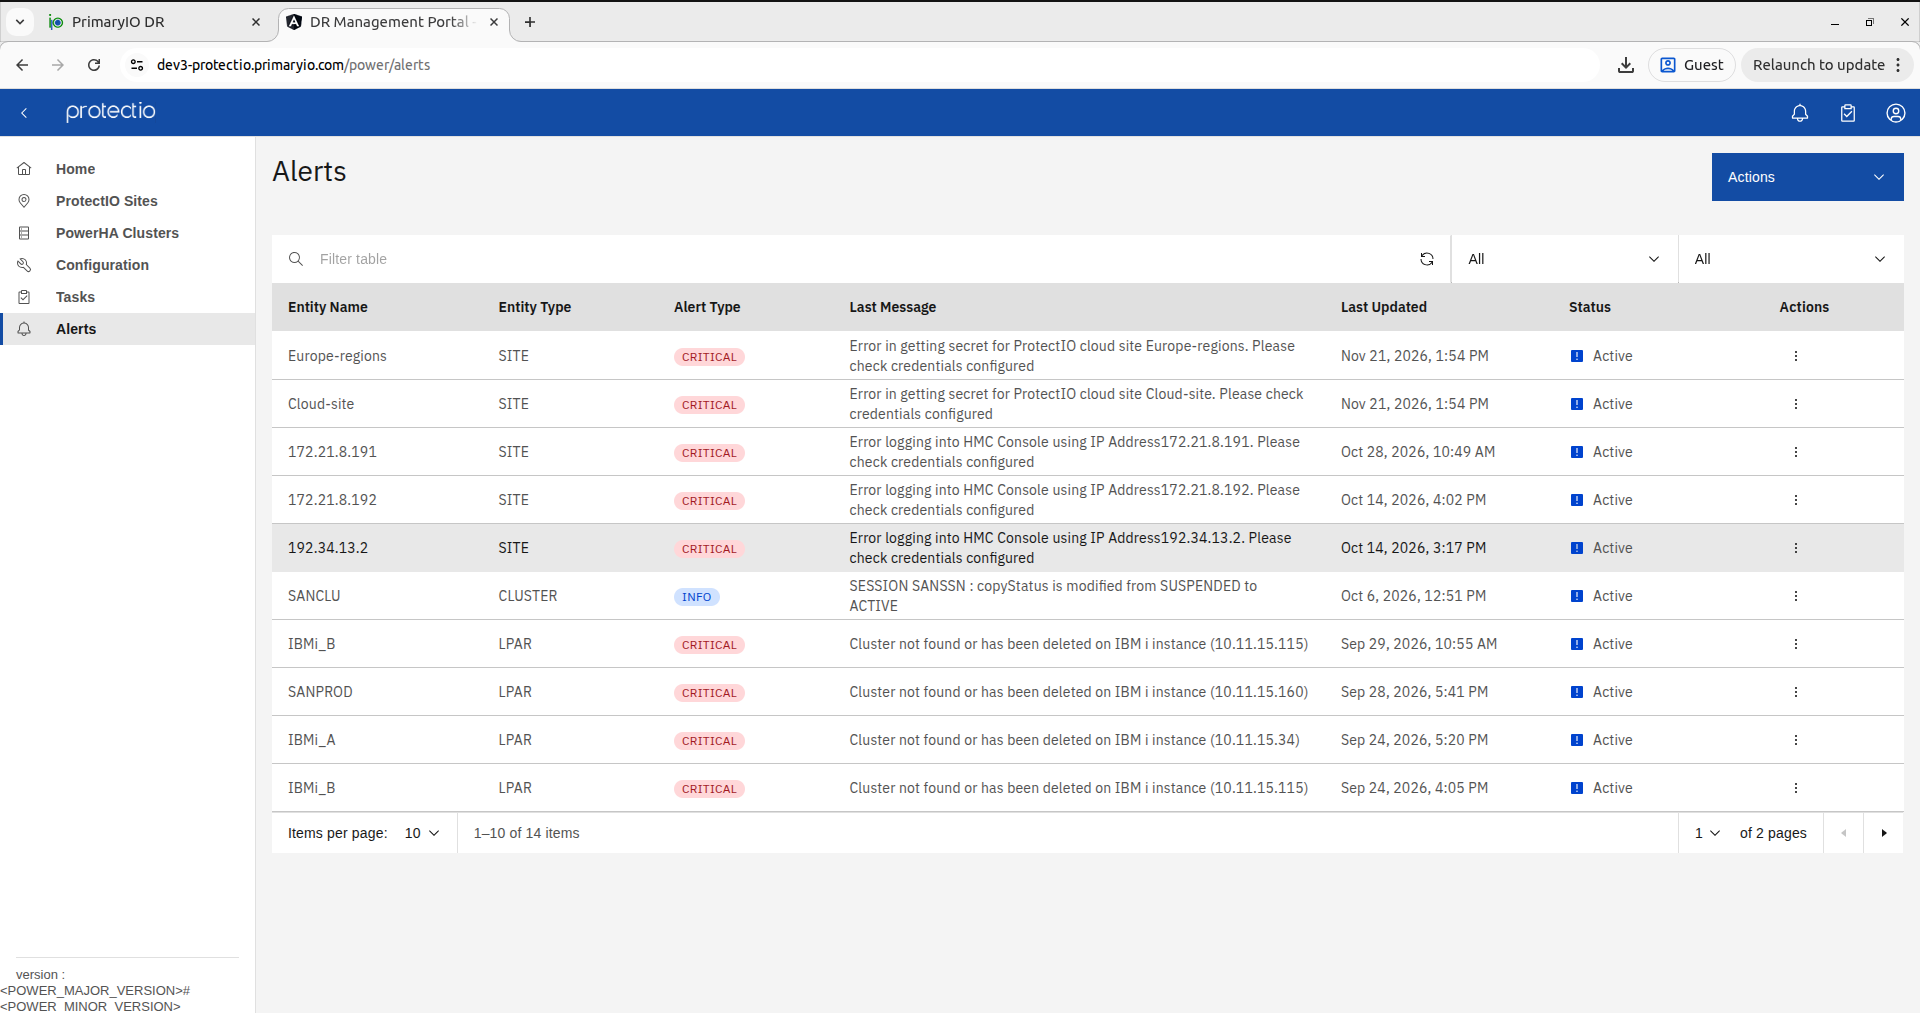 PrimaryIO DR
DR Management Portal
dev3-protectio.primaryio.com/power/alerts
Guest
Relaunch to update
protectio
Home
ProtectIO Sites
PowerHA Clusters
Configuration
Tasks
Alerts
version :
<POWER_MAJOR_VERSION>#
<POWER_MINOR_VERSION>
Alerts
Actions
Filter table
All
All
Entity Name Entity Type Alert Type Last Message Last Updated Status Actions
Europe-regions SITE CRITICAL Error in getting secret for ProtectIO cloud site Europe-regions. Please Nov 21, 2026, 1:54 PM Active
check credentials configured
Cloud-site SITE CRITICAL Error in getting secret for ProtectIO cloud site Cloud-site. Please check Nov 21, 2026, 1:54 PM Active
credentials configured
172.21.8.191 SITE CRITICAL Error logging into HMC Console using IP Address172.21.8.191. Please Oct 28, 2026, 10:49 AM Active
check credentials configured
172.21.8.192 SITE CRITICAL Error logging into HMC Console using IP Address172.21.8.192. Please Oct 14, 2026, 4:02 PM Active
check credentials configured
192.34.13.2 SITE CRITICAL Error logging into HMC Console using IP Address192.34.13.2. Please Oct 14, 2026, 3:17 PM Active
check credentials configured
SANCLU CLUSTER INFO SESSION SANSSN : copyStatus is modified from SUSPENDED to Oct 6, 2026, 12:51 PM Active
ACTIVE
IBMi_B LPAR CRITICAL Cluster not found or has been deleted on IBM i instance (10.11.15.115) Sep 29, 2026, 10:55 AM Active
SANPROD LPAR CRITICAL Cluster not found or has been deleted on IBM i instance (10.11.15.160) Sep 28, 2026, 5:41 PM Active
IBMi_A LPAR CRITICAL Cluster not found or has been deleted on IBM i instance (10.11.15.34) Sep 24, 2026, 5:20 PM Active
IBMi_B LPAR CRITICAL Cluster not found or has been deleted on IBM i instance (10.11.15.115) Sep 24, 2026, 4:05 PM Active
Items per page: 10 1–10 of 14 items 1 of 2 pages